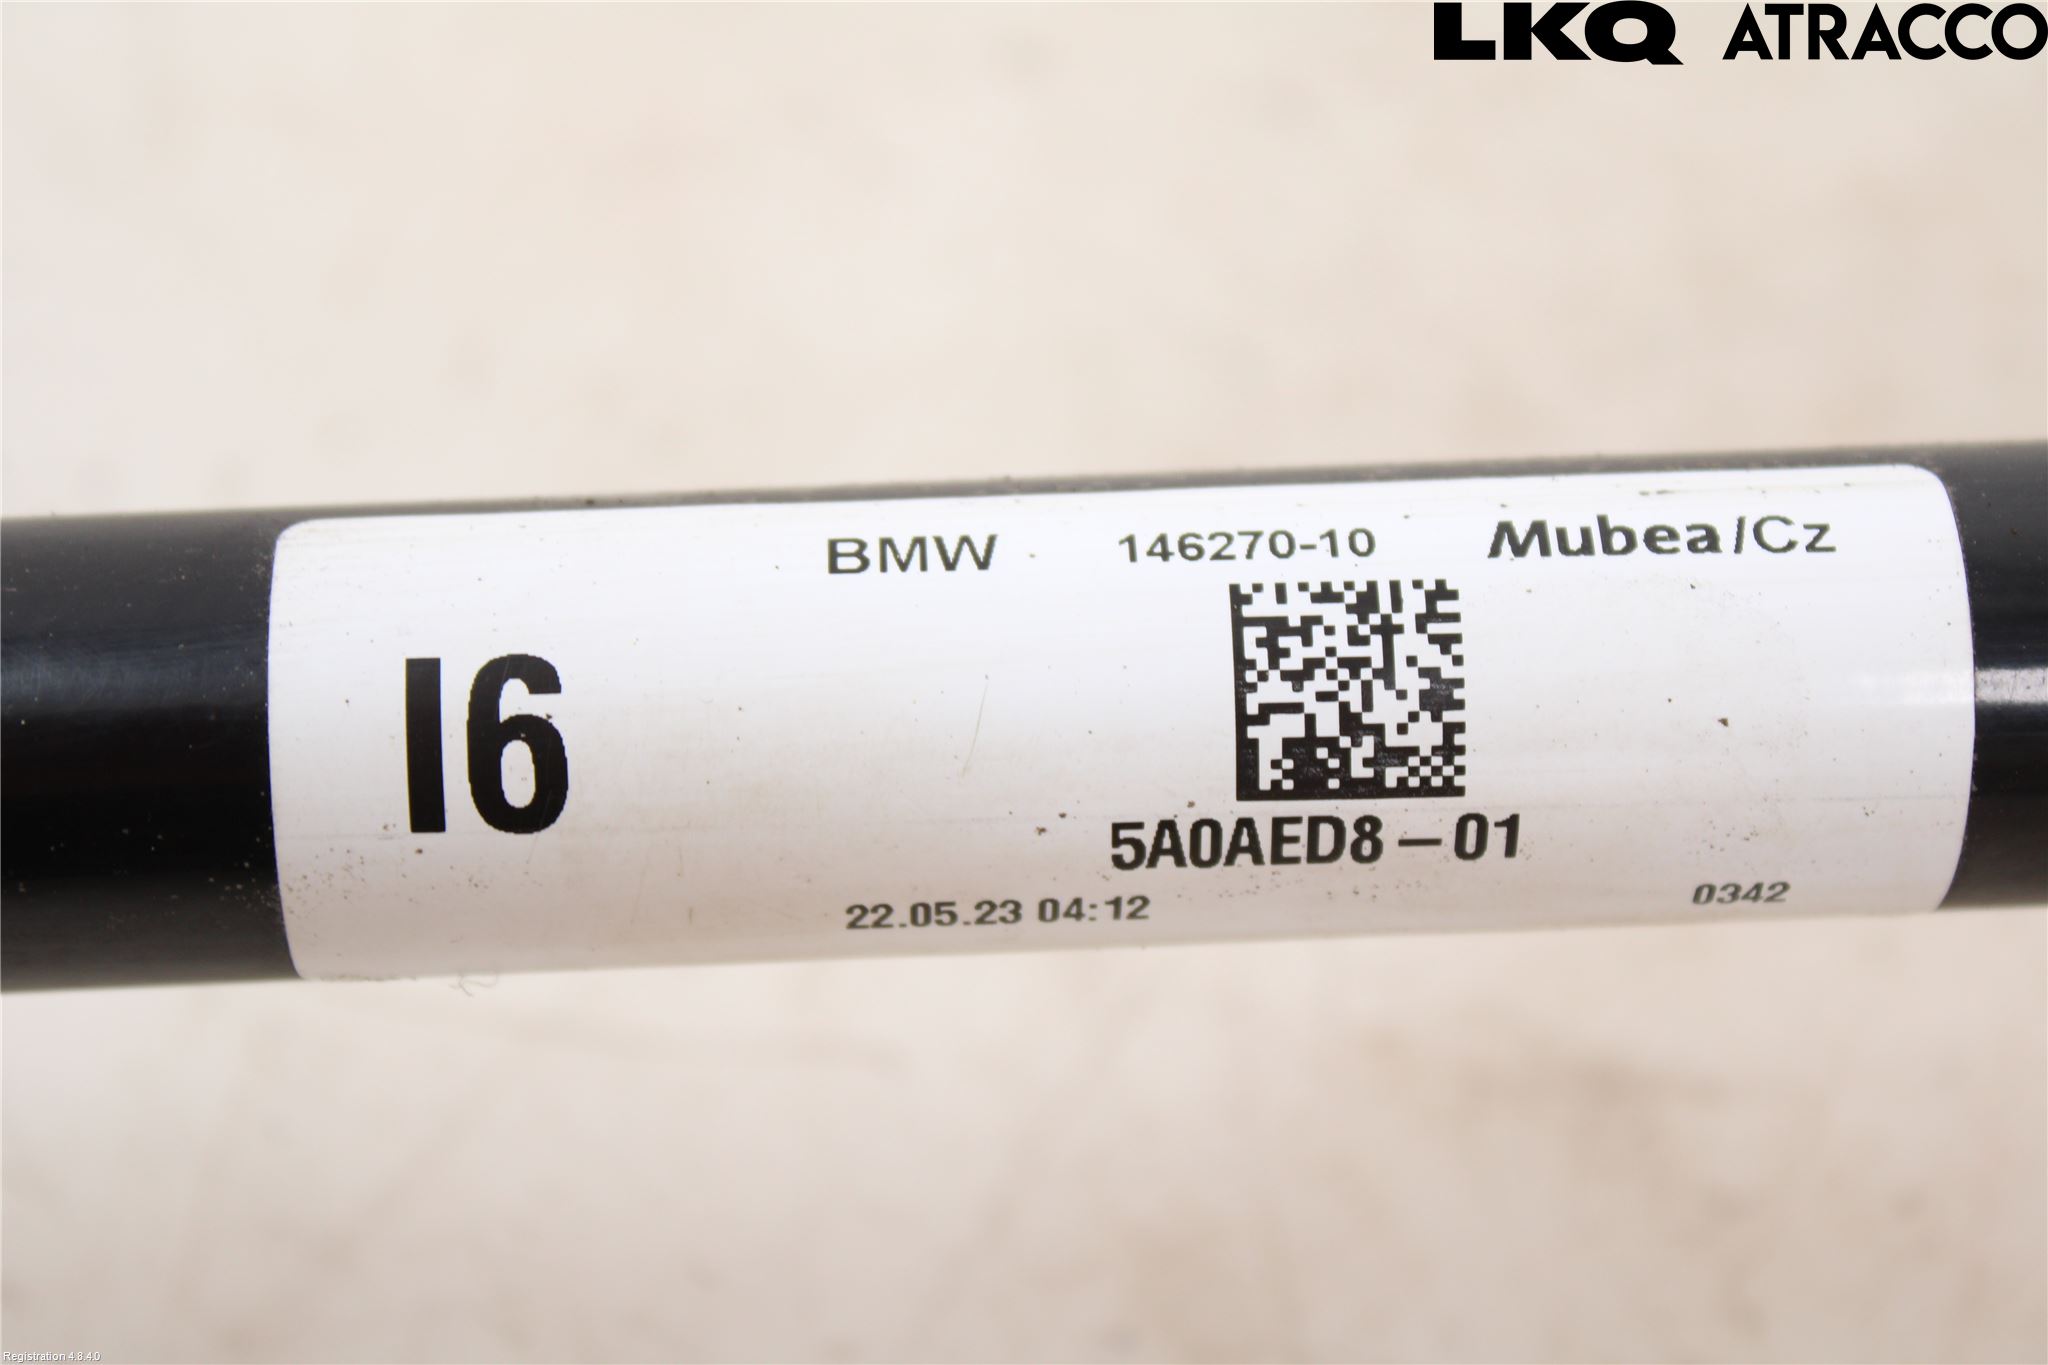 LKQ ATRACCO
BMW 146270-10 Mubea/Cz
I6
5A0AED8-01
22.05.23 04:12 0342
Registration 4.8.4.0